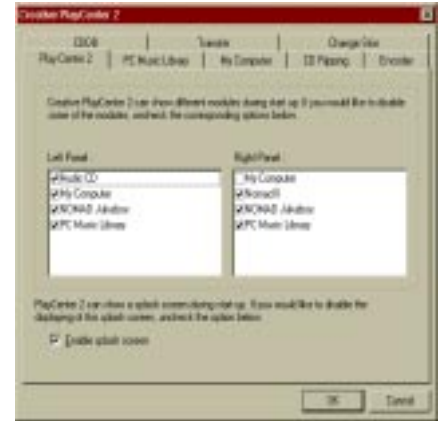 Creative PlayCenter 2
CDDB Transfer Change Skin
PlayCenter 2 PC Music Library My Computer CD Ripping Encoder
Creative PlayCenter 2 can show different modules during start up. If you would like to disable
some of the modules, uncheck the corresponding options below.
Left Panel : Right Panel :
Audio CD My Computer
My Computer Nomad II
NOMAD Jukebox NOMAD Jukebox
PC Music Library PC Music Library
PlayCenter 2 can show a splash screen during start up. If you would like to disable the
displaying of the splash screen, uncheck the option below.
Enable splash screen
OK Cancel